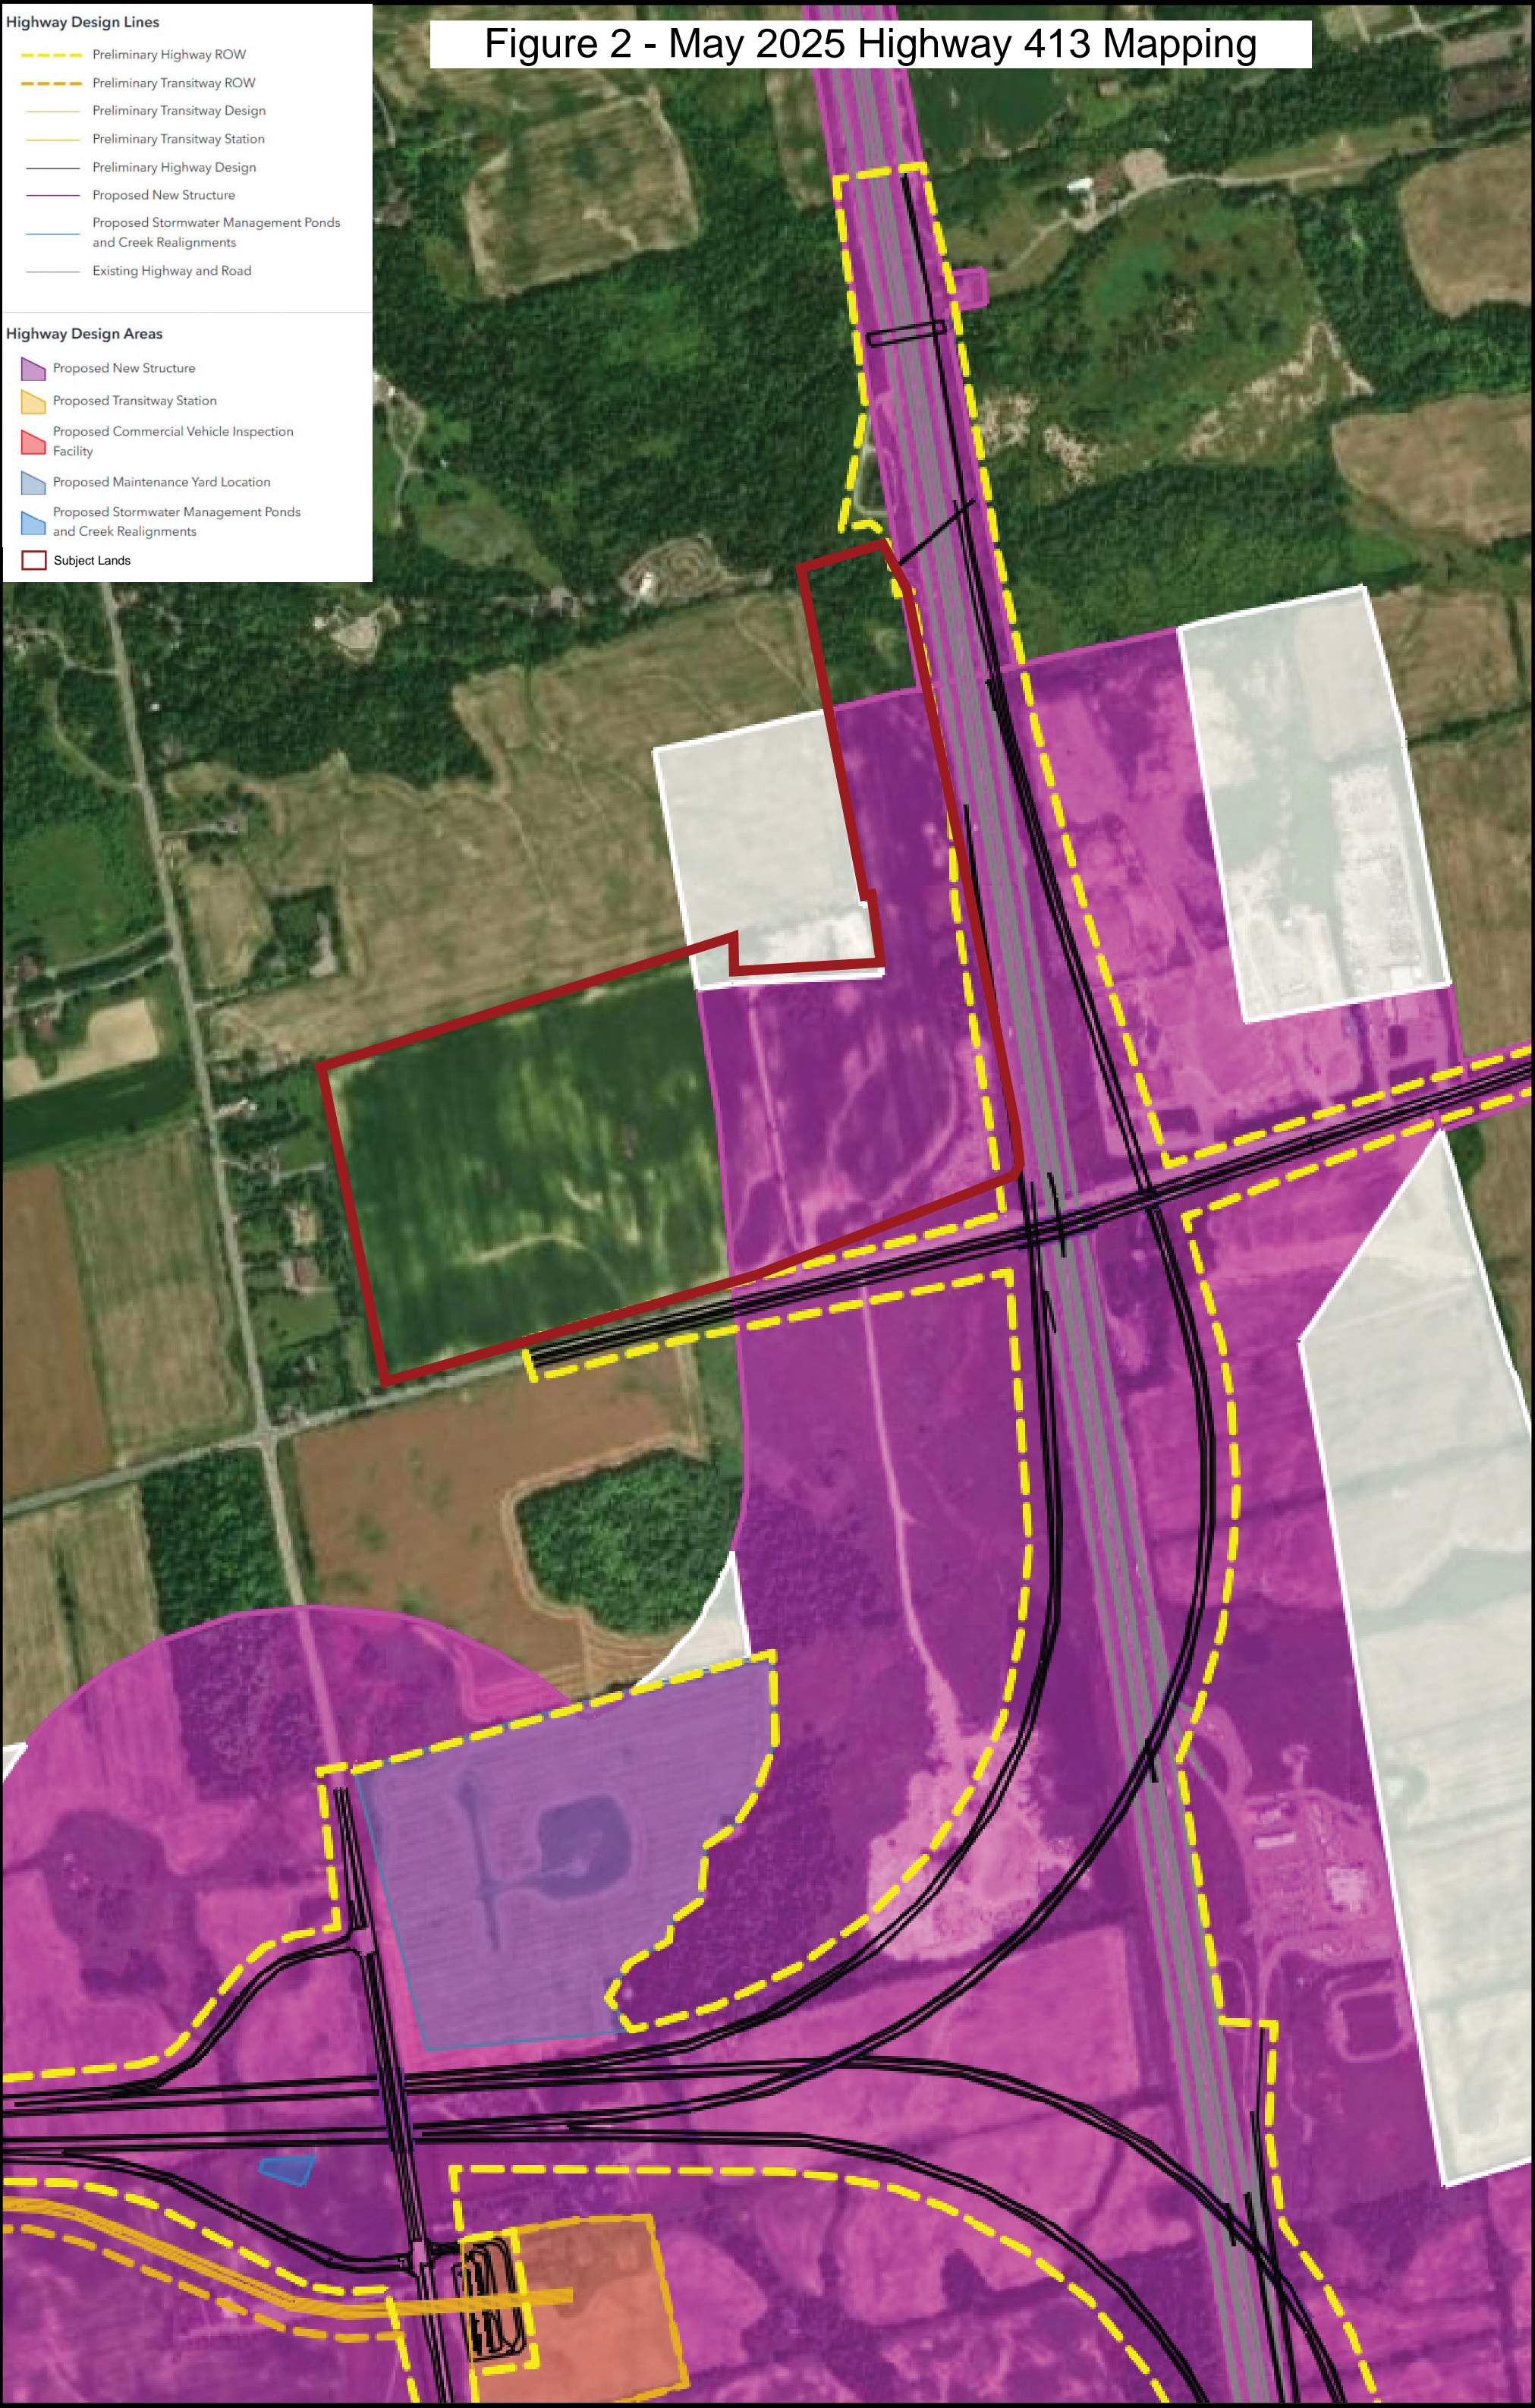 Figure 2 - May 2025 Highway 413 Mapping
Highway Design Lines
Preliminary Highway ROW
Preliminary Transitway ROW
Preliminary Transitway Design
Preliminary Transitway Station
Preliminary Highway Design
Proposed New Structure
Proposed Stormwater Management Ponds
and Creek Realignments
Existing Highway and Road
Highway Design Areas
Proposed New Structure
Proposed Transitway Station
Proposed Commercial Vehicle Inspection
Facility
Proposed Maintenance Yard Location
Proposed Stormwater Management Ponds
and Creek Realignments
Subject Lands